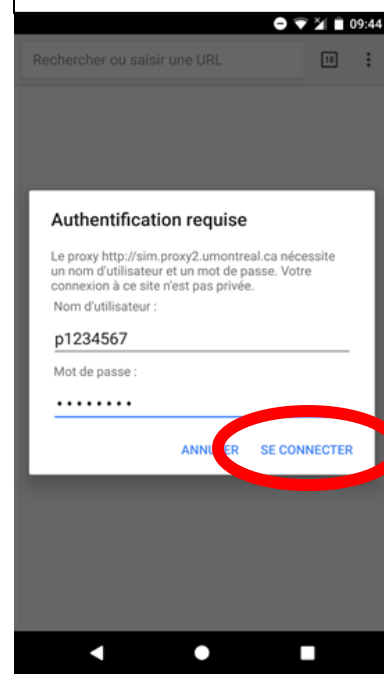 09:44
Rechercher ou saisir une URL
18
Authentification requise
Le proxy http://sim.proxy2.umontreal.ca nécessite
un nom d'utilisateur et un mot de passe. Votre
connexion à ce site n'est pas privée.
Nom d'utilisateur :
p1234567
Mot de passe :
••••••••
ANNULER SE CONNECTER